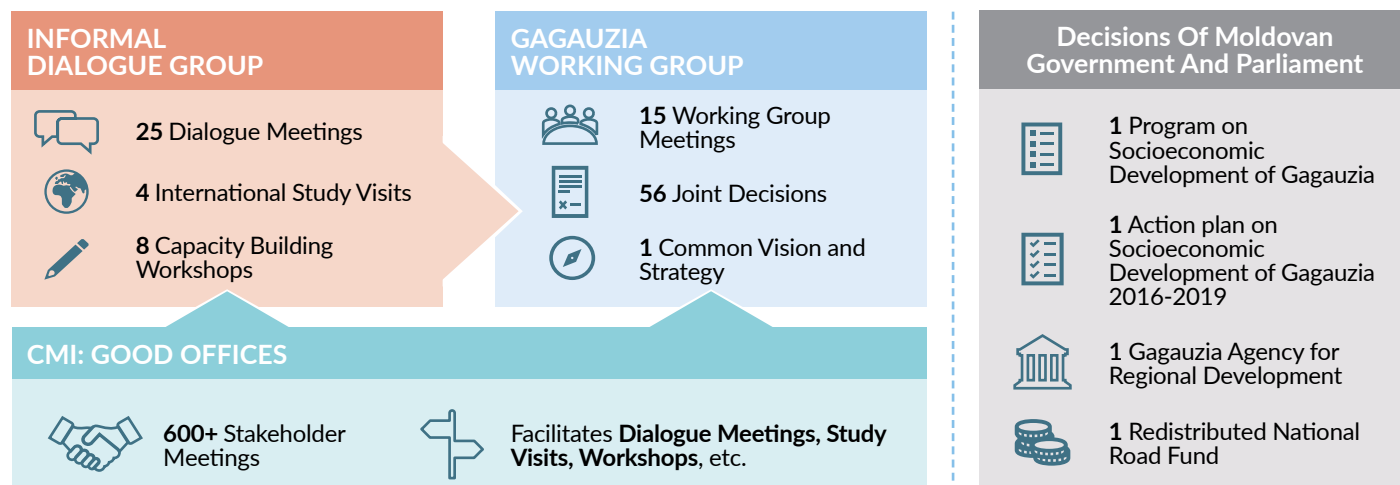 INFORMAL
DIALOGUE GROUP
25 Dialogue Meetings
4 International Study Visits
8 Capacity Building
Workshops
GAGAUZIA
WORKING GROUP
15 Working Group
Meetings
56 Joint Decisions
1 Common Vision and
Strategy
CMI: GOOD OFFICES
600+ Stakeholder
Meetings
Facilitates Dialogue Meetings, Study
Visits, Workshops, etc.
Decisions Of Moldovan
Government And Parliament
1 Program on
Socioeconomic
Development of Gagauzia
1 Action plan on
Socioeconomic
Development of Gagauzia
2016-2019
1 Gagauzia Agency for
Regional Development
1 Redistributed National
Road Fund